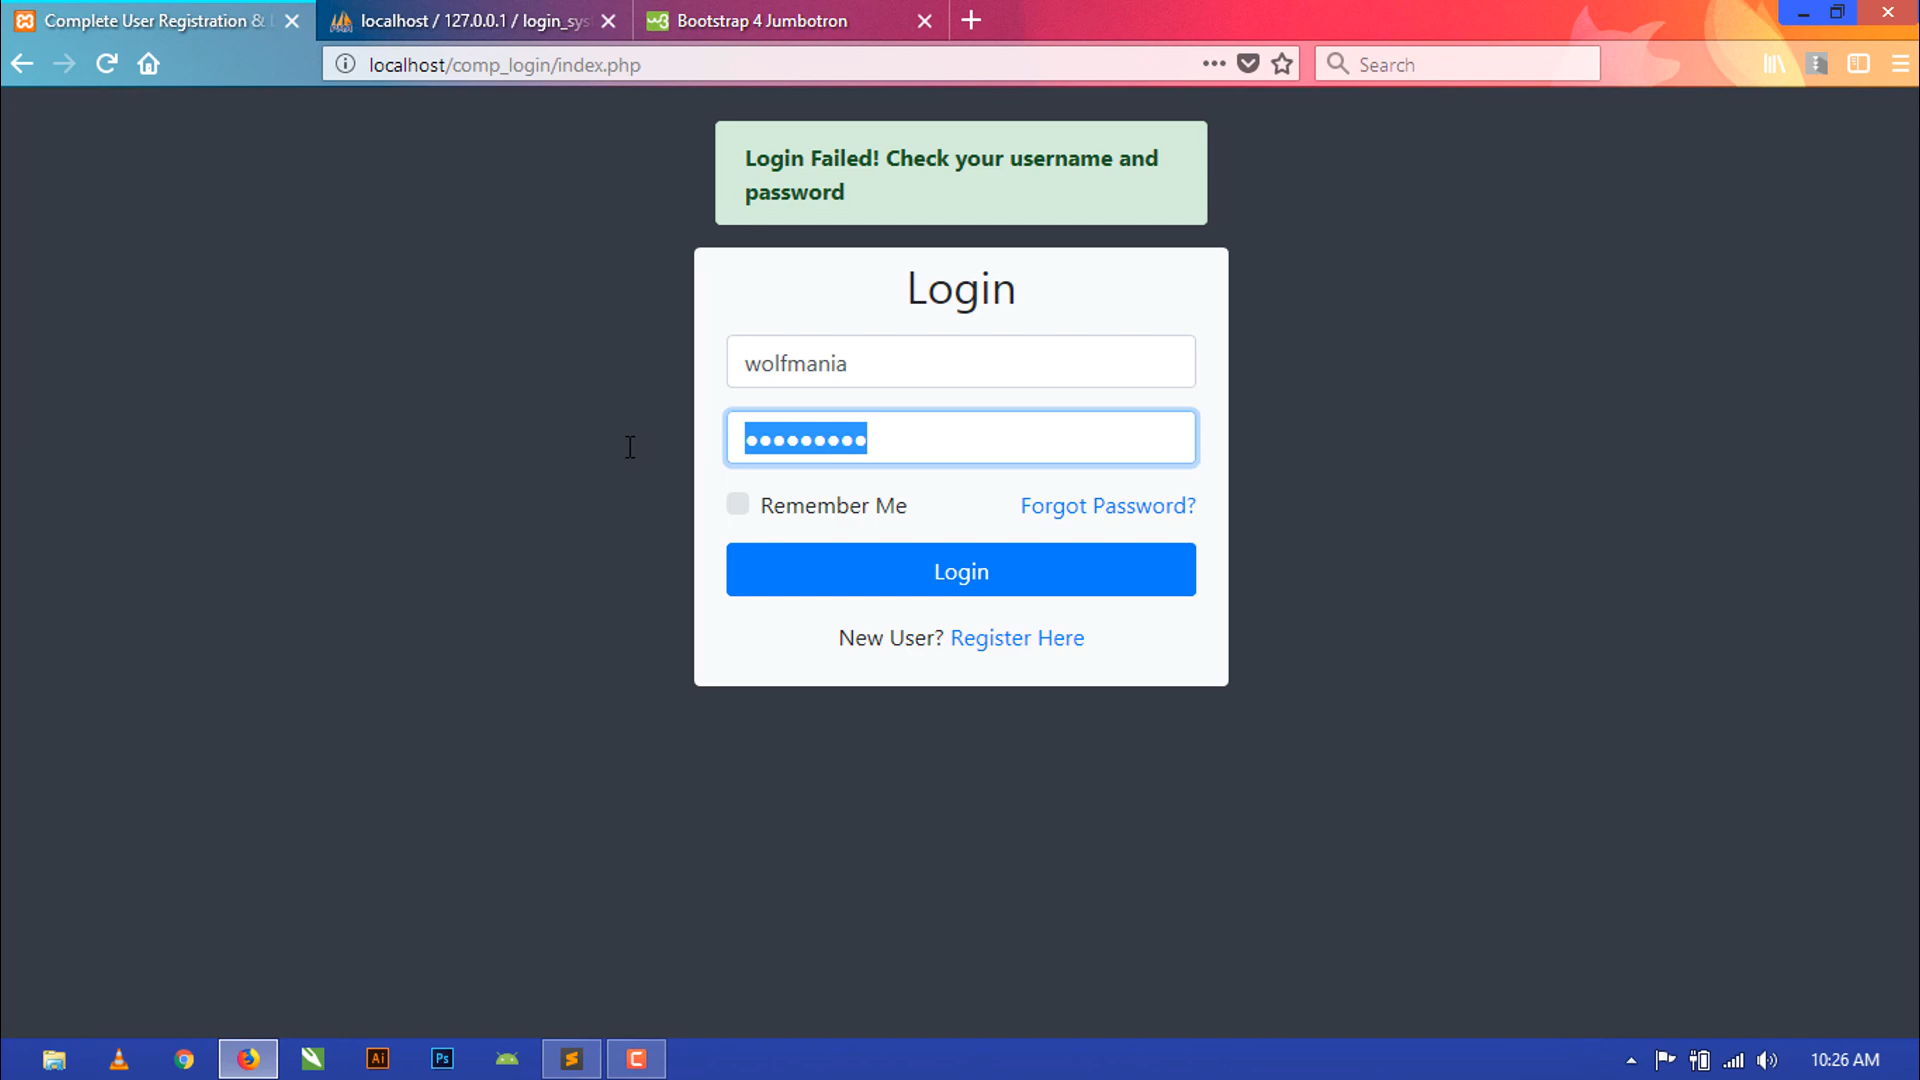 Complete User Registration &
localhost / 127.0.0.1 / login_sys
Bootstrap 4 Jumbotron
localhost/comp_login/index.php
Search
Login Failed! Check your username and
password
Login
wolfmania
Remember Me
Forgot Password?
Login
New User? Register Here
Ai
Ps
10:26 AM